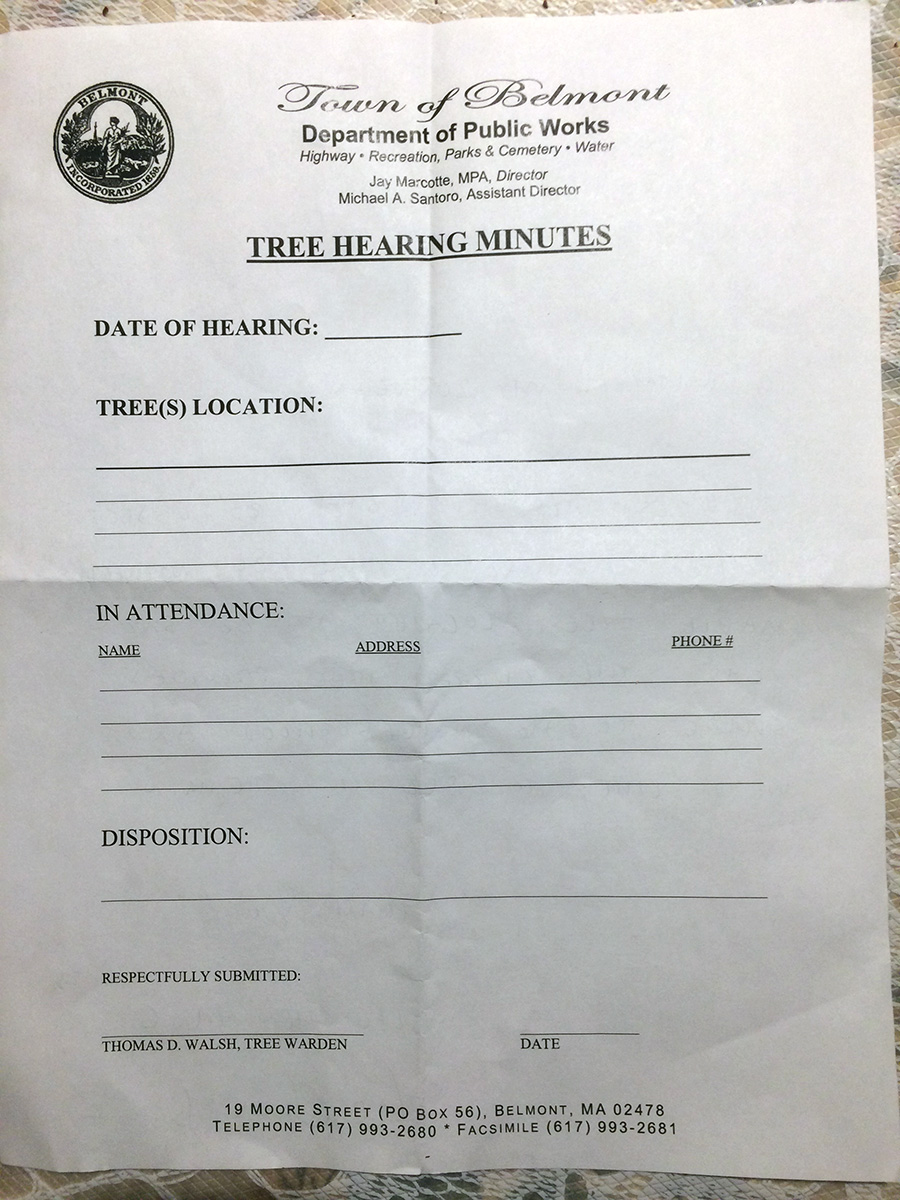 BELMONT
INCORPORATED 1859
Town of Belmont
Department of Public Works
Highway • Recreation, Parks & Cemetery • Water
Jay Marcotte, MPA, Director
Michael A. Santoro, Assistant Director
TREE HEARING MINUTES
DATE OF HEARING:
TREE(S) LOCATION:
IN ATTENDANCE:
NAME ADDRESS PHONE #
DISPOSITION:
RESPECTFULLY SUBMITTED:
THOMAS D. WALSH, TREE WARDEN DATE
19 MOORE STREET (PO BOX 56), BELMONT, MA 02478
TELEPHONE (617) 993-2680 * FACSIMILE (617) 993-2681